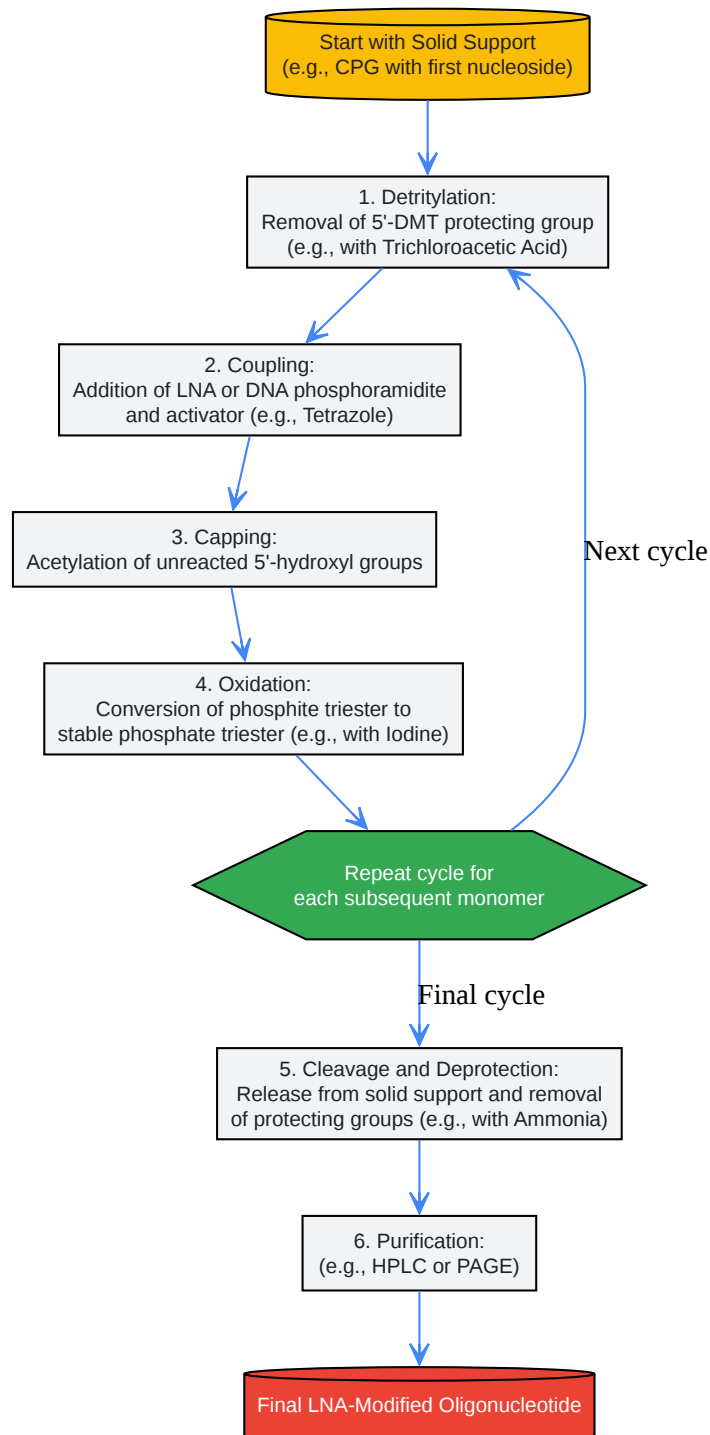 Start with Solid Support
(e.g., CPG with first nucleoside)
1. Detritylation:
Removal of 5'-DMT protecting group
(e.g., with Trichloroacetic Acid)
2. Coupling:
Addition of LNA or DNA phosphoramidite
and activator (e.g., Tetrazole)
3. Capping:
Acetylation of unreacted 5'-hydroxyl groups
Next cycle
4. Oxidation:
Conversion of phosphite triester to
stable phosphate triester (e.g., with Iodine)
Repeat cycle for
each subsequent monomer
Final cycle
5. Cleavage and Deprotection:
Release from solid support and removal
of protecting groups (e.g., with Ammonia)
6. Purification:
(e.g., HPLC or PAGE)
Final LNA-Modified Oligonucleotide